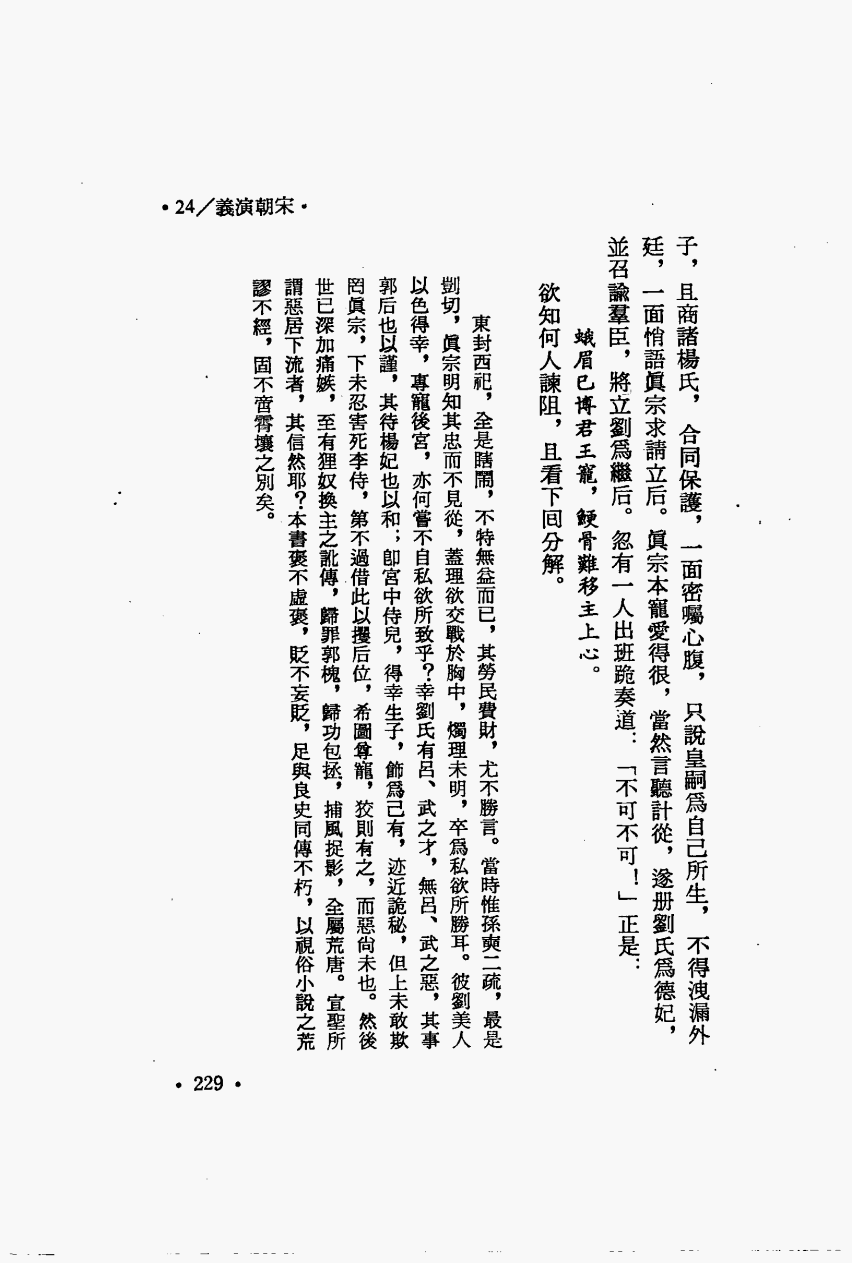 •24／義演朝宋•
子，且商諸楊氏，合同保護，一面密囑心腹，只說皇嗣爲自己所生，不得洩漏外
廷，一面悄語眞宗求請立后。眞宗本寵愛得很，當然言聽計從，遂册劉氏爲德妃，
並召諭羣臣，將立劉爲繼后。忽有一人出班跪奏道：「不可不可！」正是：
蛾眉已博君王寵，鯁骨難移主上心。
欲知何人諫阻，且看下囘分解。
東封西祀，全是瞎鬧，不特無益而已，其勞民費財，尤不勝言。當時惟孫奭二疏，最是
剴切，眞宗明知其忠而不見從，蓋理欲交戰於胸中，燭理未明，卒爲私欲所勝耳。彼劉美人
以色得幸，專寵後宮，亦何嘗不自私欲所致乎？幸劉氏有呂、武之才，無呂、武之惡，其事
郭后也以謹，其待楊妃也以和；卽宮中侍兒，得幸生子，飾爲己有，迹近詭秘，但上未敢欺
罔眞宗，下未忍害死李侍，第不過借此以攫后位，希圖尊寵，狡則有之，而惡尙未也。然後
世已深加痛嫉，至有狸奴換主之訛傳，歸罪郭槐，歸功包拯，捕風捉影，全屬荒唐。宣聖所
謂惡居下流者，其信然耶？本書褒不虛褒，貶不妄貶，足與良史同傳不朽，以視俗小說之荒
謬不經，固不啻霄壤之別矣。
•229•